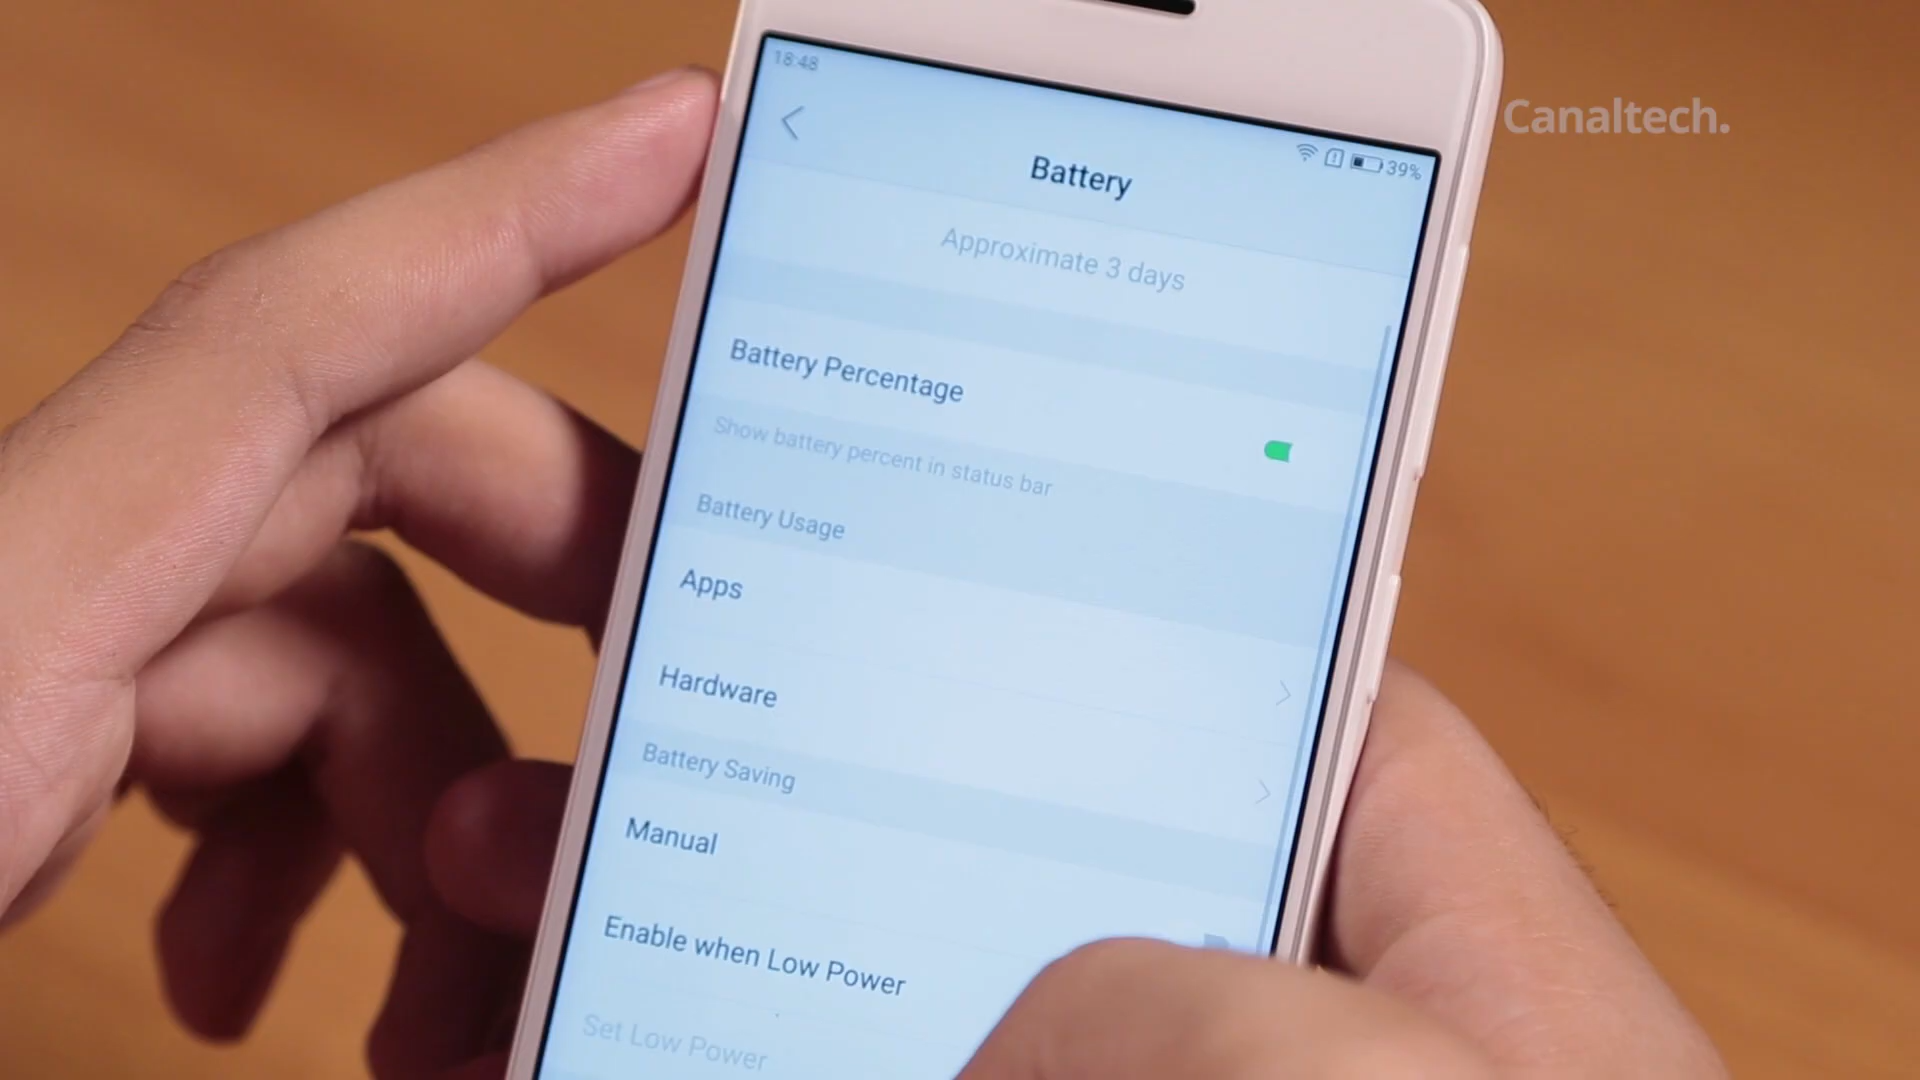 18:48
Canaltech.
39%
Battery
Approximate 3 days
Battery Percentage
Show battery percent in status bar
Battery Usage
Apps
Hardware
Battery Saving
Manual
Enable when Low Power
Set Low Power